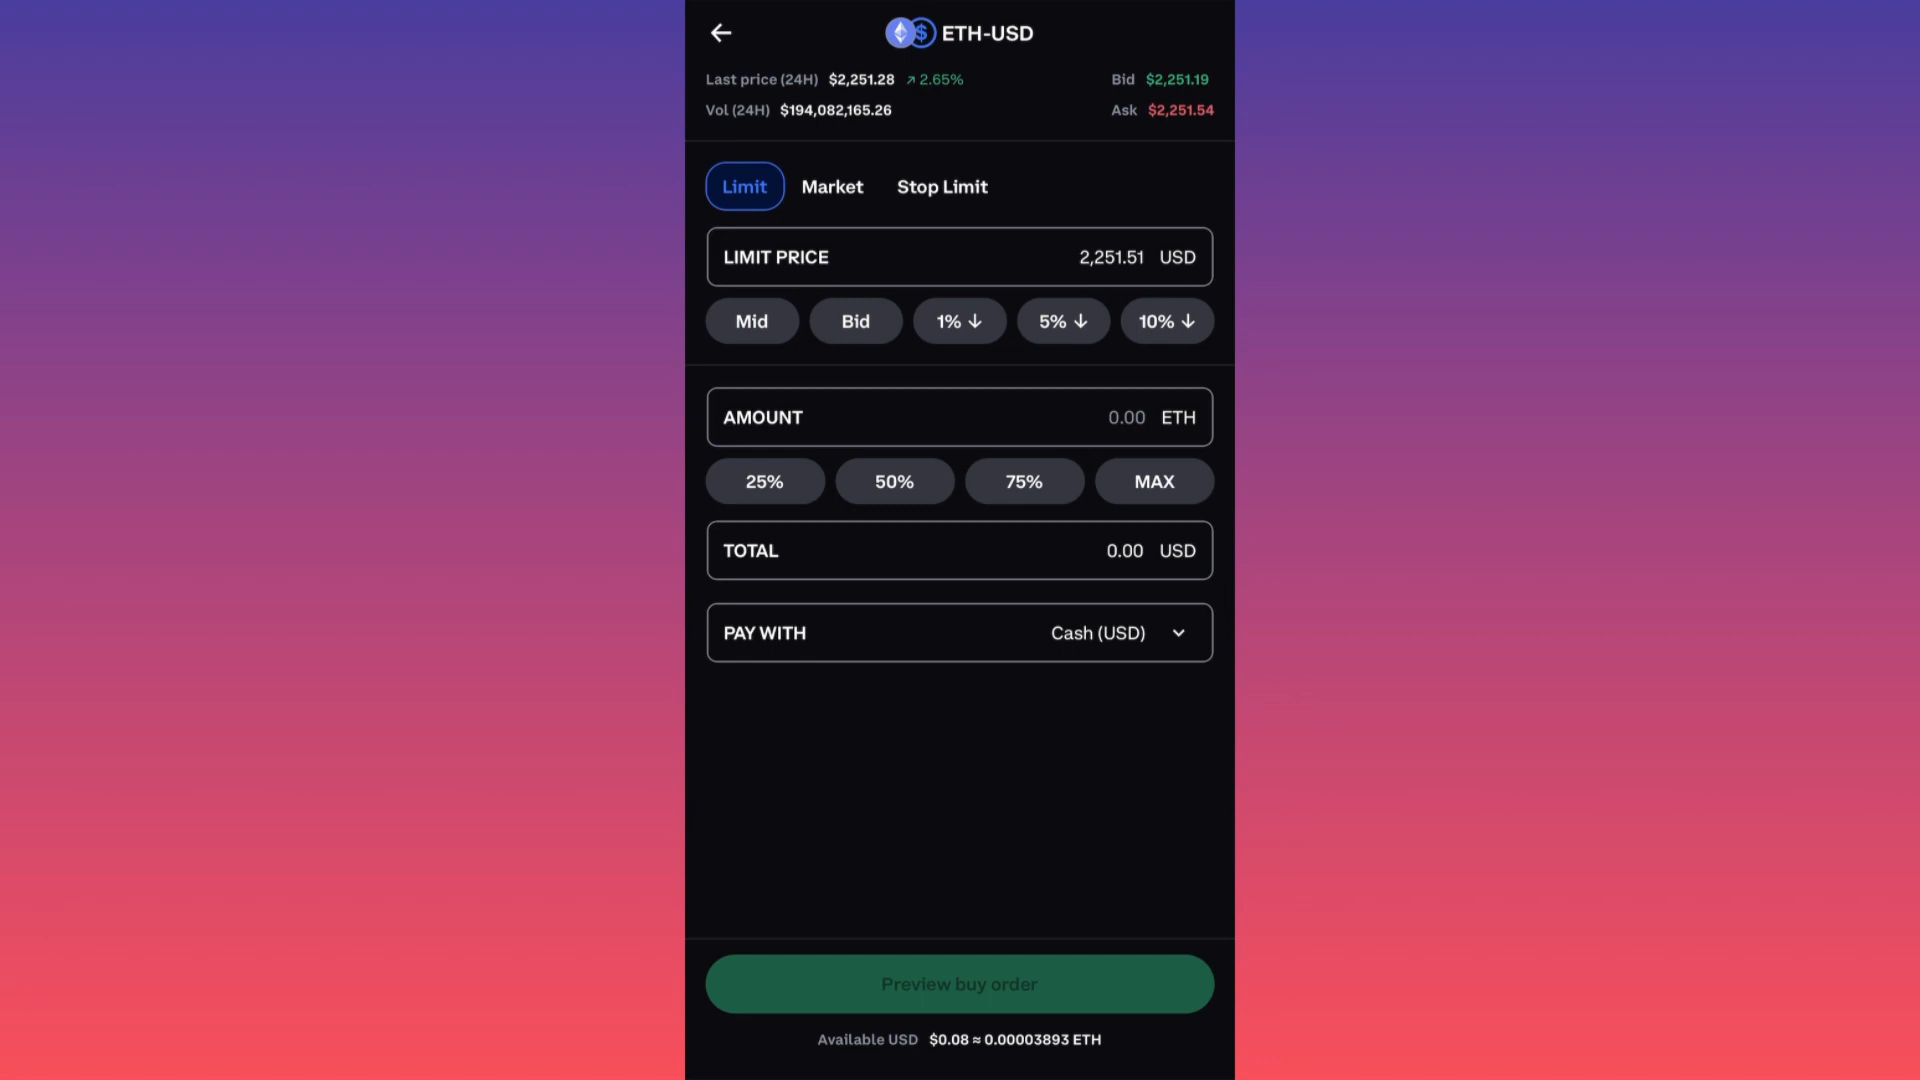 ETH-USD
Last price (24H) $2,251.28 ↗ 2.65% Bid $2,251.19
Vol (24H) $194,082,165.26 Ask $2,251.54
Limit Market Stop Limit
LIMIT PRICE 2,251.51 USD
Mid Bid 1% ↓ 5% ↓ 10% ↓
AMOUNT 0.00 ETH
25% 50% 75% MAX
TOTAL 0.00 USD
PAY WITH Cash (USD)
Preview buy order
Available USD $0.08 ≈ 0.00003893 ETH